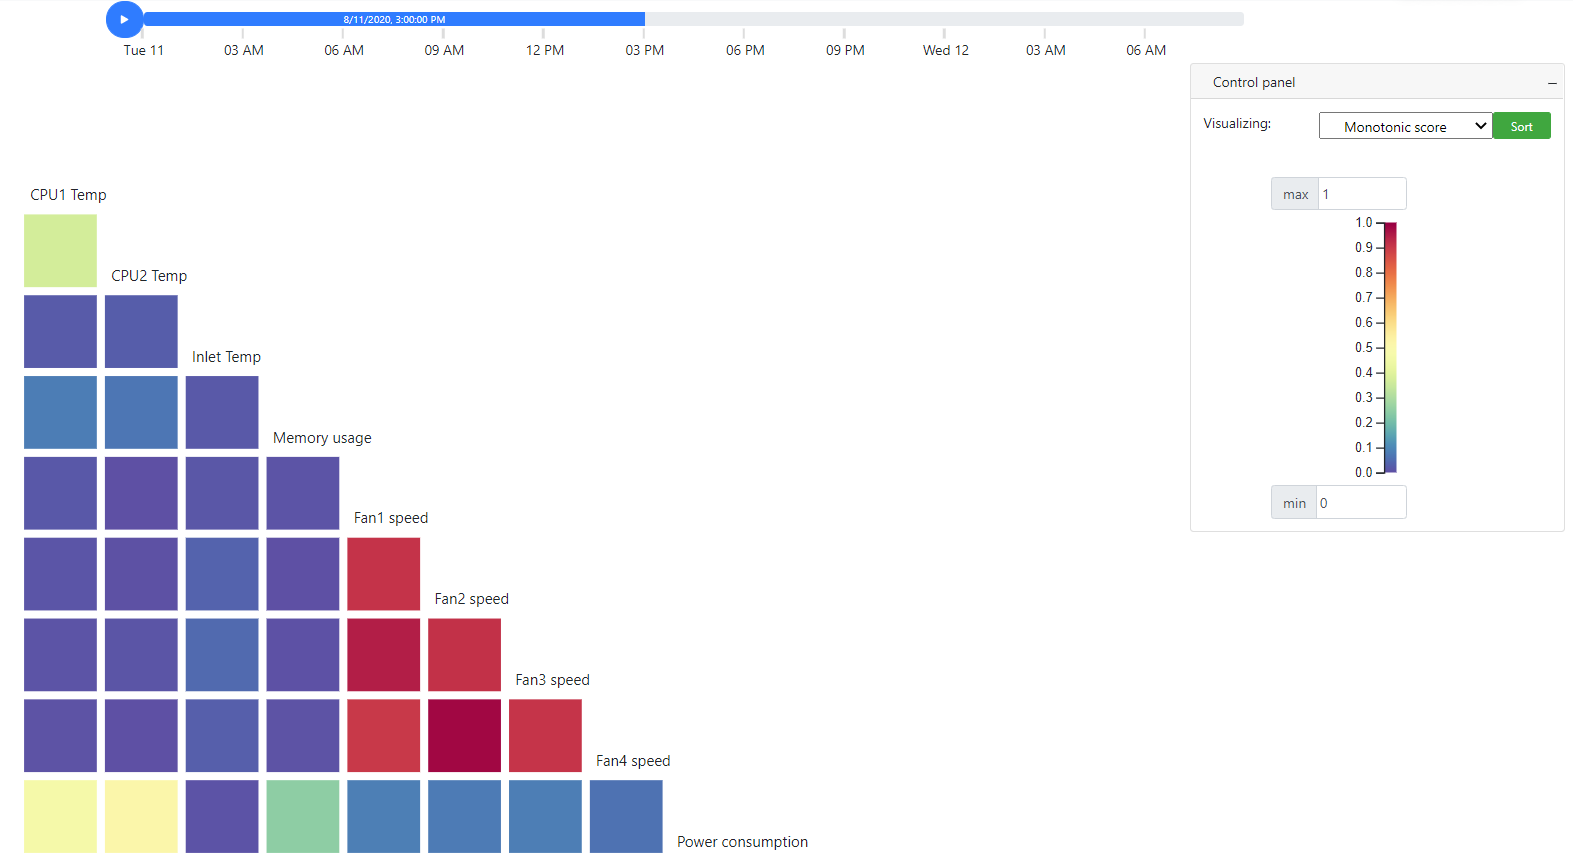 8/11/2020, 3:00:00 PM
Tue 11 03 AM 06 AM 09 AM 12 PM 03 PM 06 PM 09 PM Wed 12 03 AM 06 AM
Control panel
Visualizing: Monotonic score Sort
max 1
1.0
0.9
0.8
0.7
0.6
0.5
0.4
0.3
0.2
0.1
0.0
min 0
CPU1 Temp
CPU2 Temp
Inlet Temp
Memory usage
Fan1 speed
Fan2 speed
Fan3 speed
Fan4 speed
Power consumption